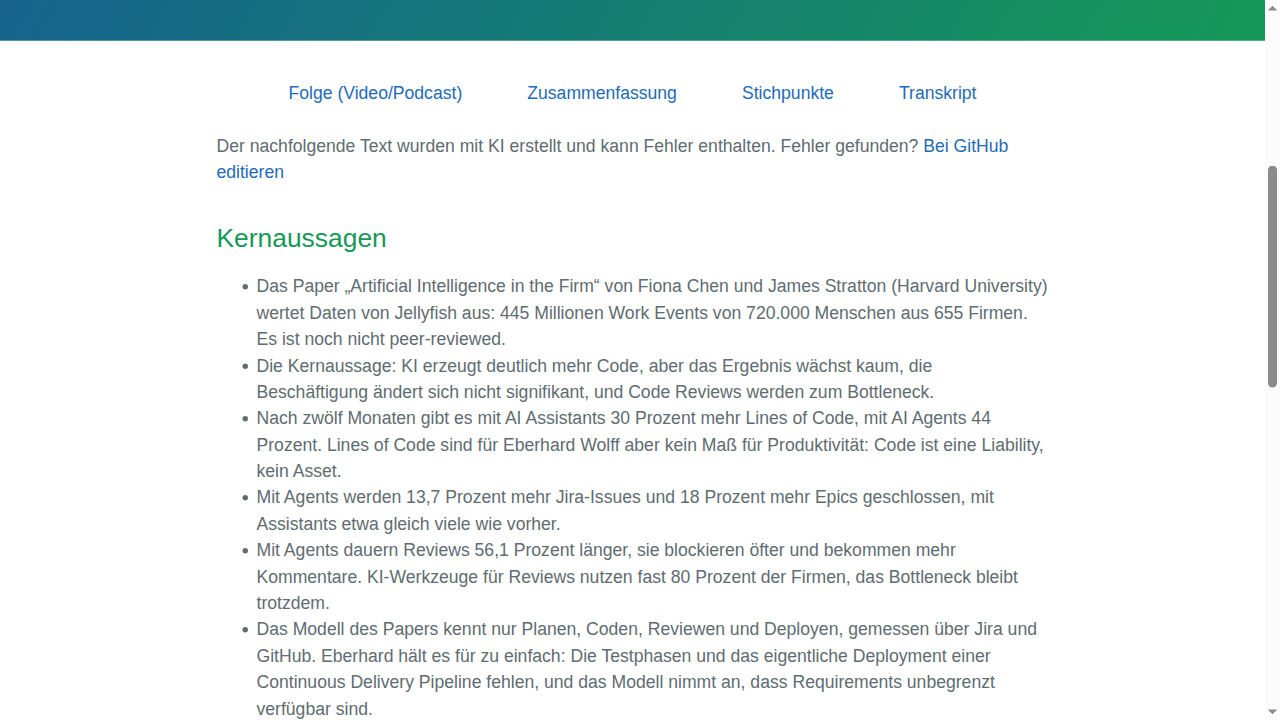 Folge (Video/Podcast) Zusammenfassung Stichpunkte Transkript
Der nachfolgende Text wurden mit KI erstellt und kann Fehler enthalten. Fehler gefunden? Bei GitHub
editieren
Kernaussagen
• Das Paper „Artificial Intelligence in the Firm“ von Fiona Chen und James Stratton (Harvard University)
wertet Daten von Jellyfish aus: 445 Millionen Work Events von 720.000 Menschen aus 655 Firmen.
Es ist noch nicht peer-reviewed.
• Die Kernaussage: KI erzeugt deutlich mehr Code, aber das Ergebnis wächst kaum, die
Beschäftigung ändert sich nicht signifikant, und Code Reviews werden zum Bottleneck.
• Nach zwölf Monaten gibt es mit AI Assistants 30 Prozent mehr Lines of Code, mit AI Agents 44
Prozent. Lines of Code sind für Eberhard Wolff aber kein Maß für Produktivität: Code ist eine Liability,
kein Asset.
• Mit Agents werden 13,7 Prozent mehr Jira-Issues und 18 Prozent mehr Epics geschlossen, mit
Assistants etwa gleich viele wie vorher.
• Mit Agents dauern Reviews 56,1 Prozent länger, sie blockieren öfter und bekommen mehr
Kommentare. KI-Werkzeuge für Reviews nutzen fast 80 Prozent der Firmen, das Bottleneck bleibt
trotzdem.
• Das Modell des Papers kennt nur Planen, Coden, Reviewen und Deployen, gemessen über Jira und
GitHub. Eberhard hält es für zu einfach: Die Testphasen und das eigentliche Deployment einer
Continuous Delivery Pipeline fehlen, und das Modell nimmt an, dass Requirements unbegrenzt
verfügbar sind.